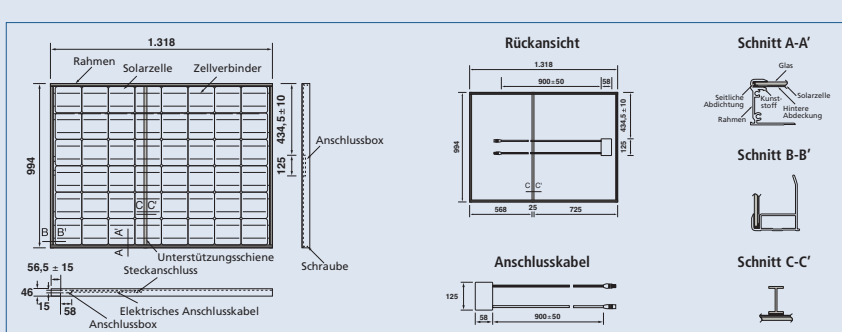 1.318
Rahmen
Solarzelle
Zellverbinder
994
434,5 ± 10
125
Anschlussbox
C C'
B B'
A A'
Unterstützungsschiene
Steckanschluss
Schraube
56,5 ± 15
46
15
58
Elektrisches Anschlusskabel
Anschlussbox
Rückansicht
1.318
900±50
58
434,5 ± 10
125
994
C C'
568
25
725
Anschlusskabel
125
58
900±50
Schnitt A-A'
Glas
Seitliche
Abdichtung
Kunst-
stoff
Solarzelle
Hintere
Abdeckung
Rahmen
Schnitt B-B'
Schnitt C-C'